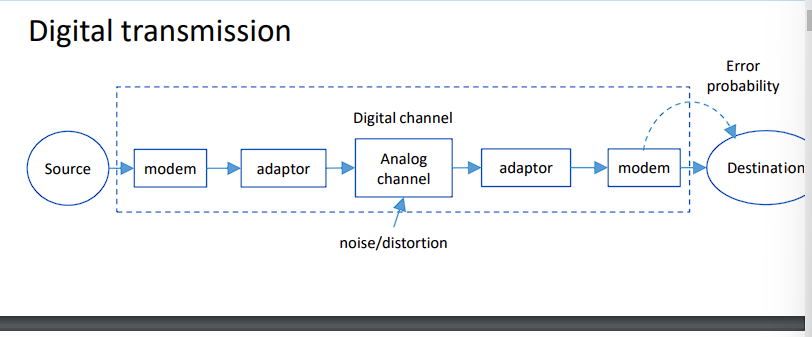 Digital transmission
Error
probability
Digital channel
Source
modem
adaptor
Analog
channel
adaptor
modem
Destination
noise/distortion